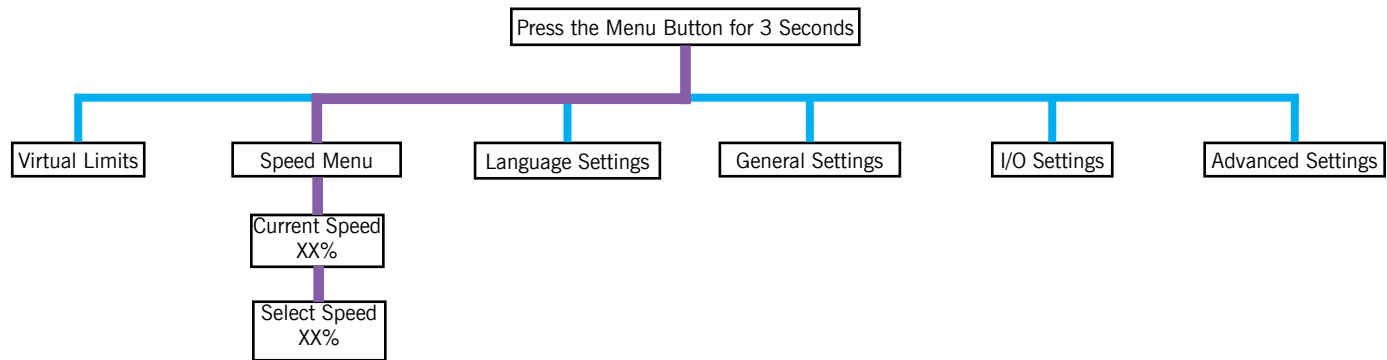 Press the Menu Button for 3 Seconds
Virtual Limits
Speed Menu
Language Settings
General Settings
I/O Settings
Advanced Settings
Current Speed
XX%
Select Speed
XX%